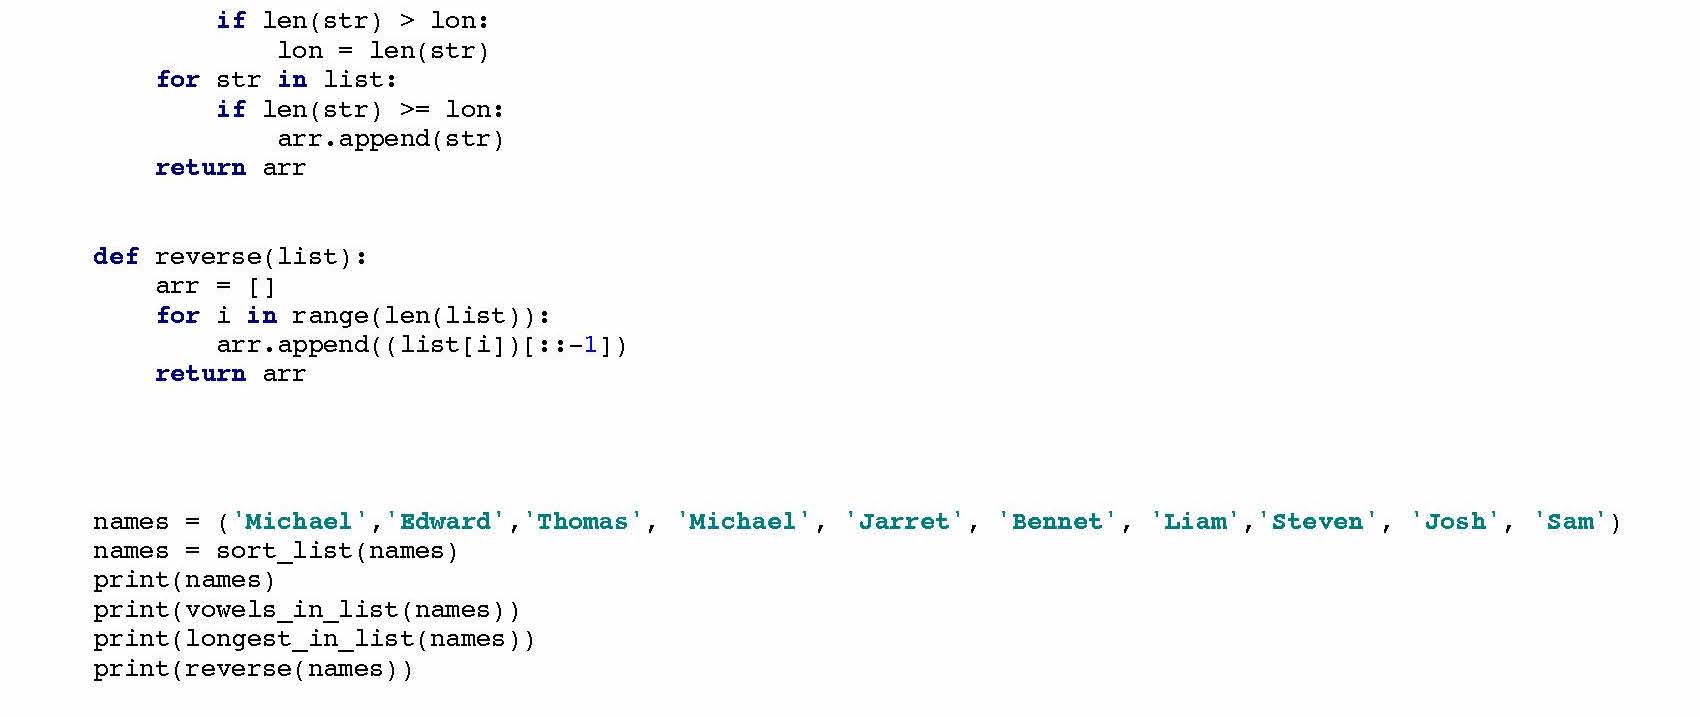 if len(str) > lon:
            lon = len(str)
    for str in list:
        if len(str) >= lon:
            arr.append(str)
    return arr
def reverse(list):
    arr = []
    for i in range(len(list)):
        arr.append((list[i])[::-1])
    return arr
names = ('Michael','Edward','Thomas', 'Michael', 'Jarret', 'Bennet', 'Liam','Steven', 'Josh', 'Sam')
names = sort_list(names)
print(names)
print(vowels_in_list(names))
print(longest_in_list(names))
print(reverse(names))